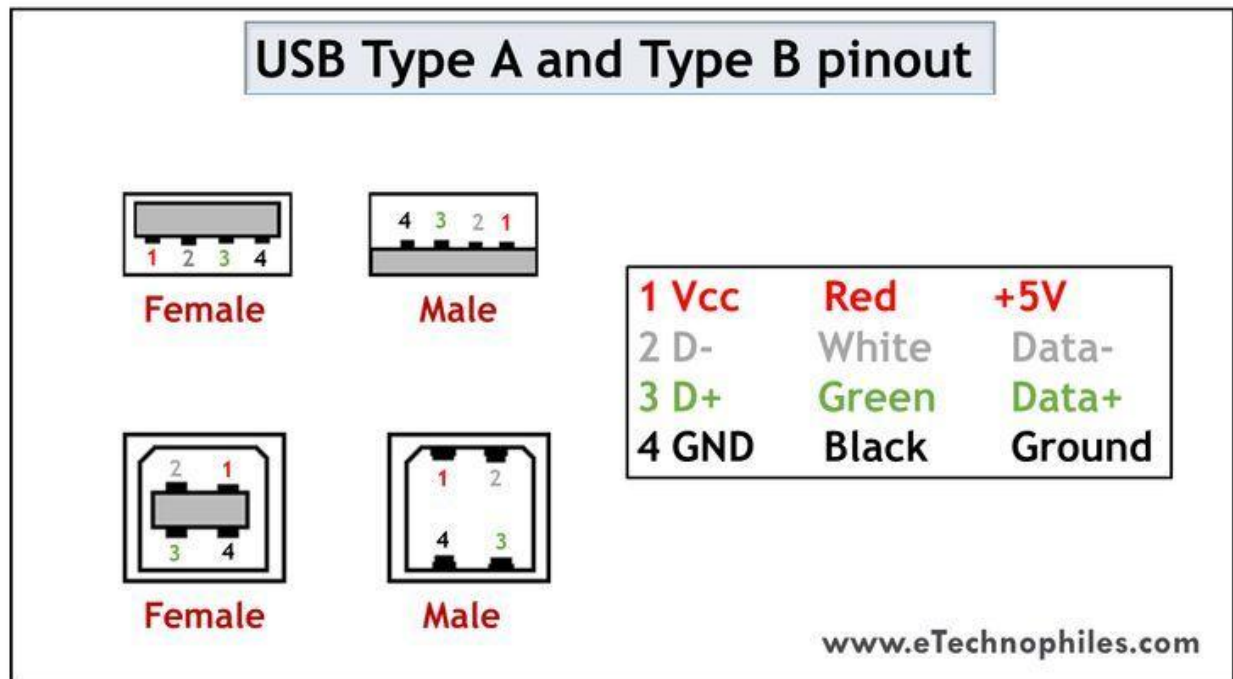 USB Type A and Type B pinout
1 2 3 4
Female
4 3 2 1
Male
1 Vcc Red +5V
2 D- White Data-
3 D+ Green Data+
4 GND Black Ground
2 1
3 4
Female
1 2
4 3
Male
www.eTechnophiles.com